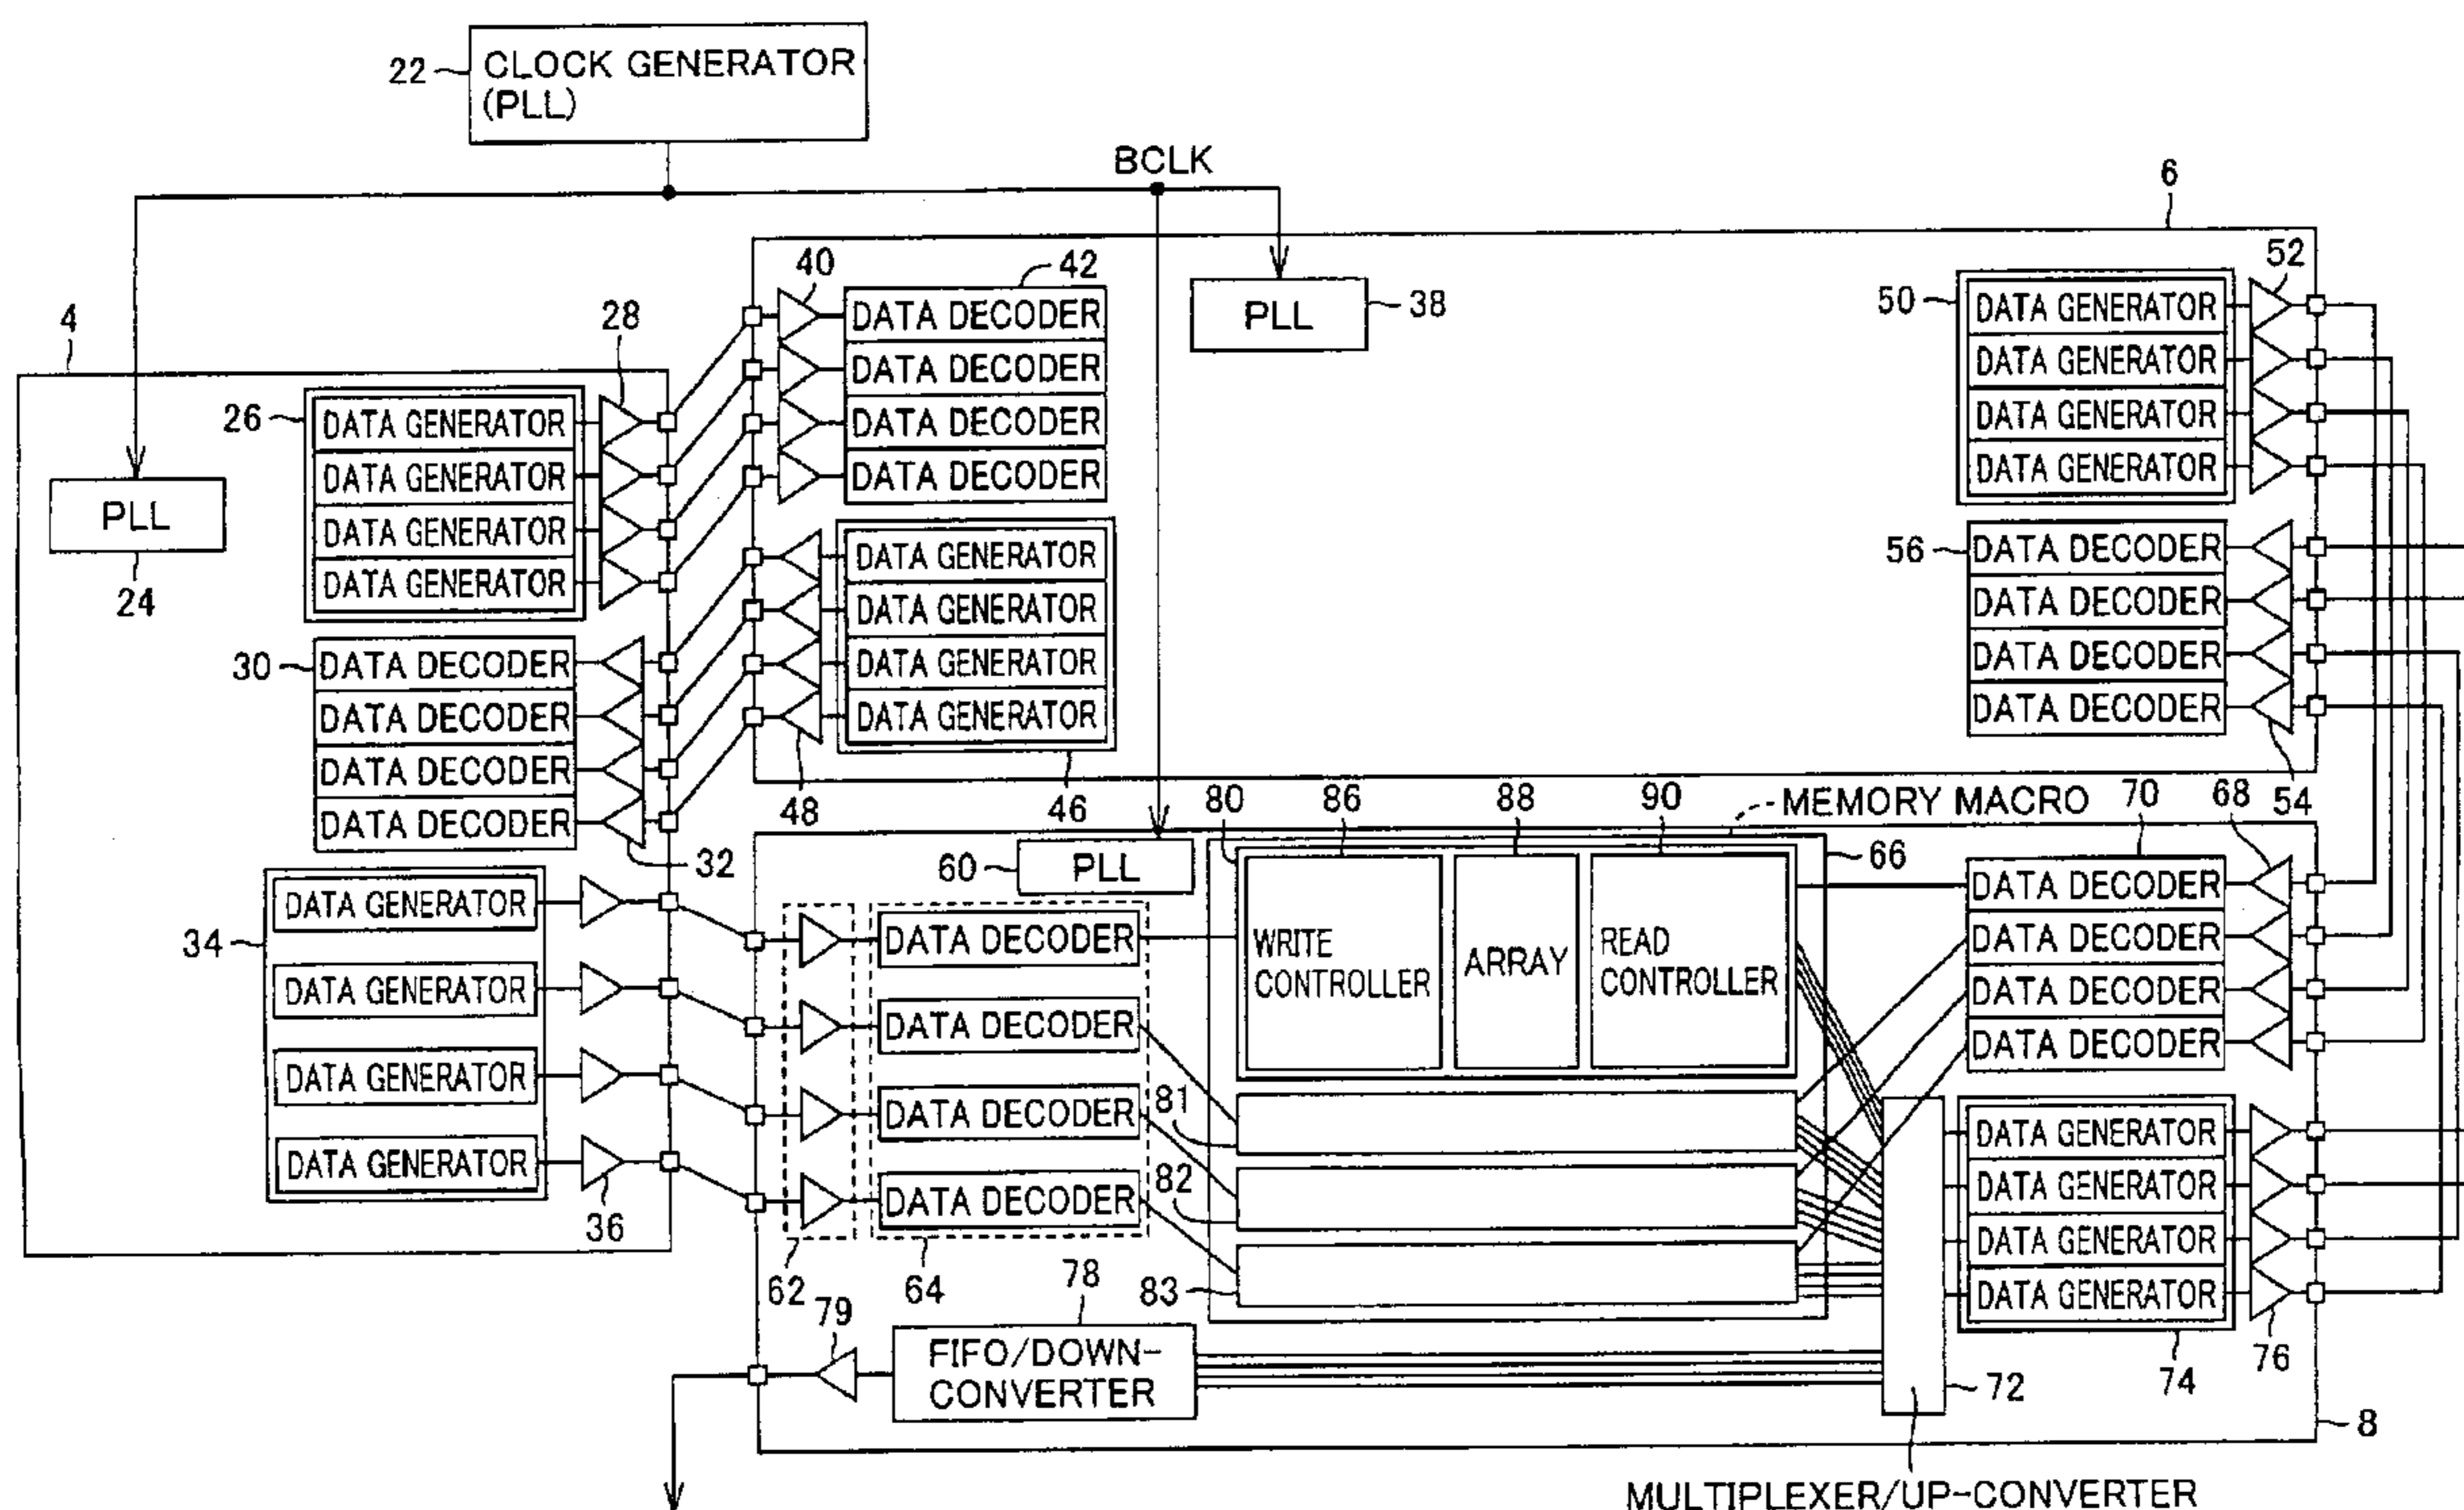 22
CLOCK GENERATOR
(PLL)
BCLK
6
4
28
26
DATA GENERATOR
DATA GENERATOR
DATA GENERATOR
DATA GENERATOR
PLL
24
30
DATA DECODER
DATA DECODER
DATA DECODER
DATA DECODER
32
34
DATA GENERATOR
DATA GENERATOR
DATA GENERATOR
DATA GENERATOR
36
40
42
DATA DECODER
DATA DECODER
DATA DECODER
DATA DECODER
PLL
38
DATA GENERATOR
DATA GENERATOR
DATA GENERATOR
DATA GENERATOR
48
46
50
52
DATA GENERATOR
DATA GENERATOR
DATA GENERATOR
DATA GENERATOR
56
DATA DECODER
DATA DECODER
DATA DECODER
DATA DECODER
54
80
86
88
90
MEMORY MACRO
70
68
60
PLL
66
DATA DECODER
DATA DECODER
DATA DECODER
DATA DECODER
62
64
WRITE
CONTROLLER
ARRAY
READ
CONTROLLER
81
82
83
DATA DECODER
DATA DECODER
DATA DECODER
DATA DECODER
DATA GENERATOR
DATA GENERATOR
DATA GENERATOR
DATA GENERATOR
74
76
79
78
FIFO/DOWN-
CONVERTER
72
8
MULTIPLEXER/UP-CONVERTER